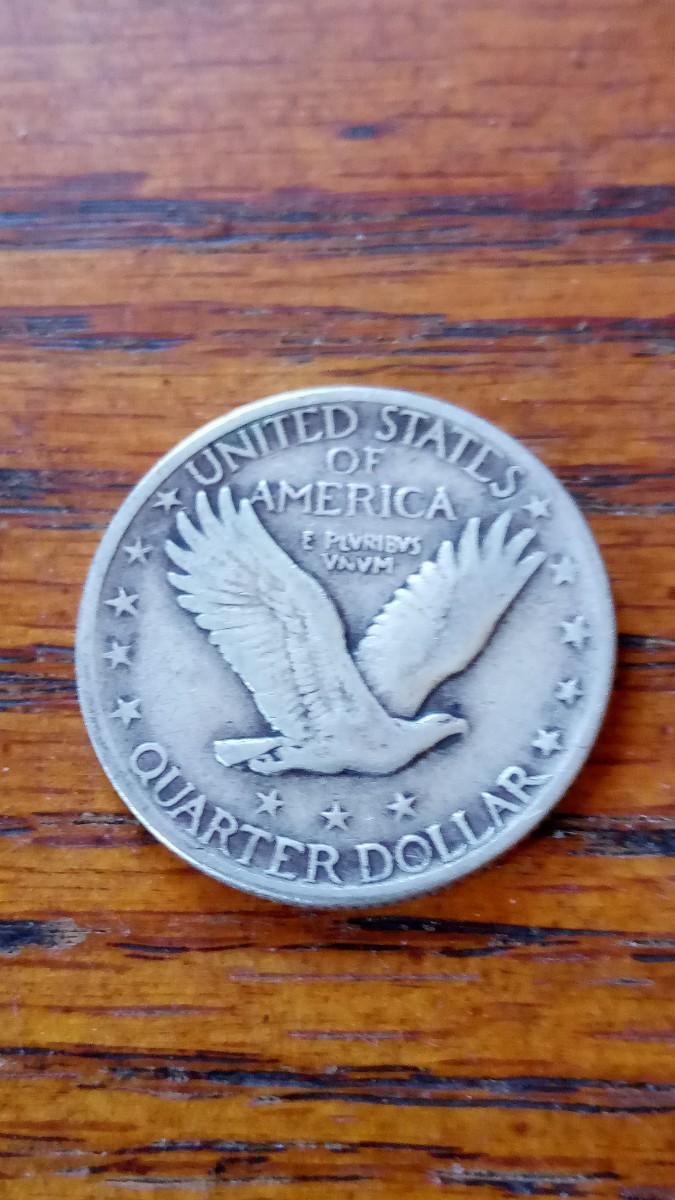 UNITED STATES
OF
AMERICA
E PLVRIBVS
VNVM
QUARTER DOLLAR